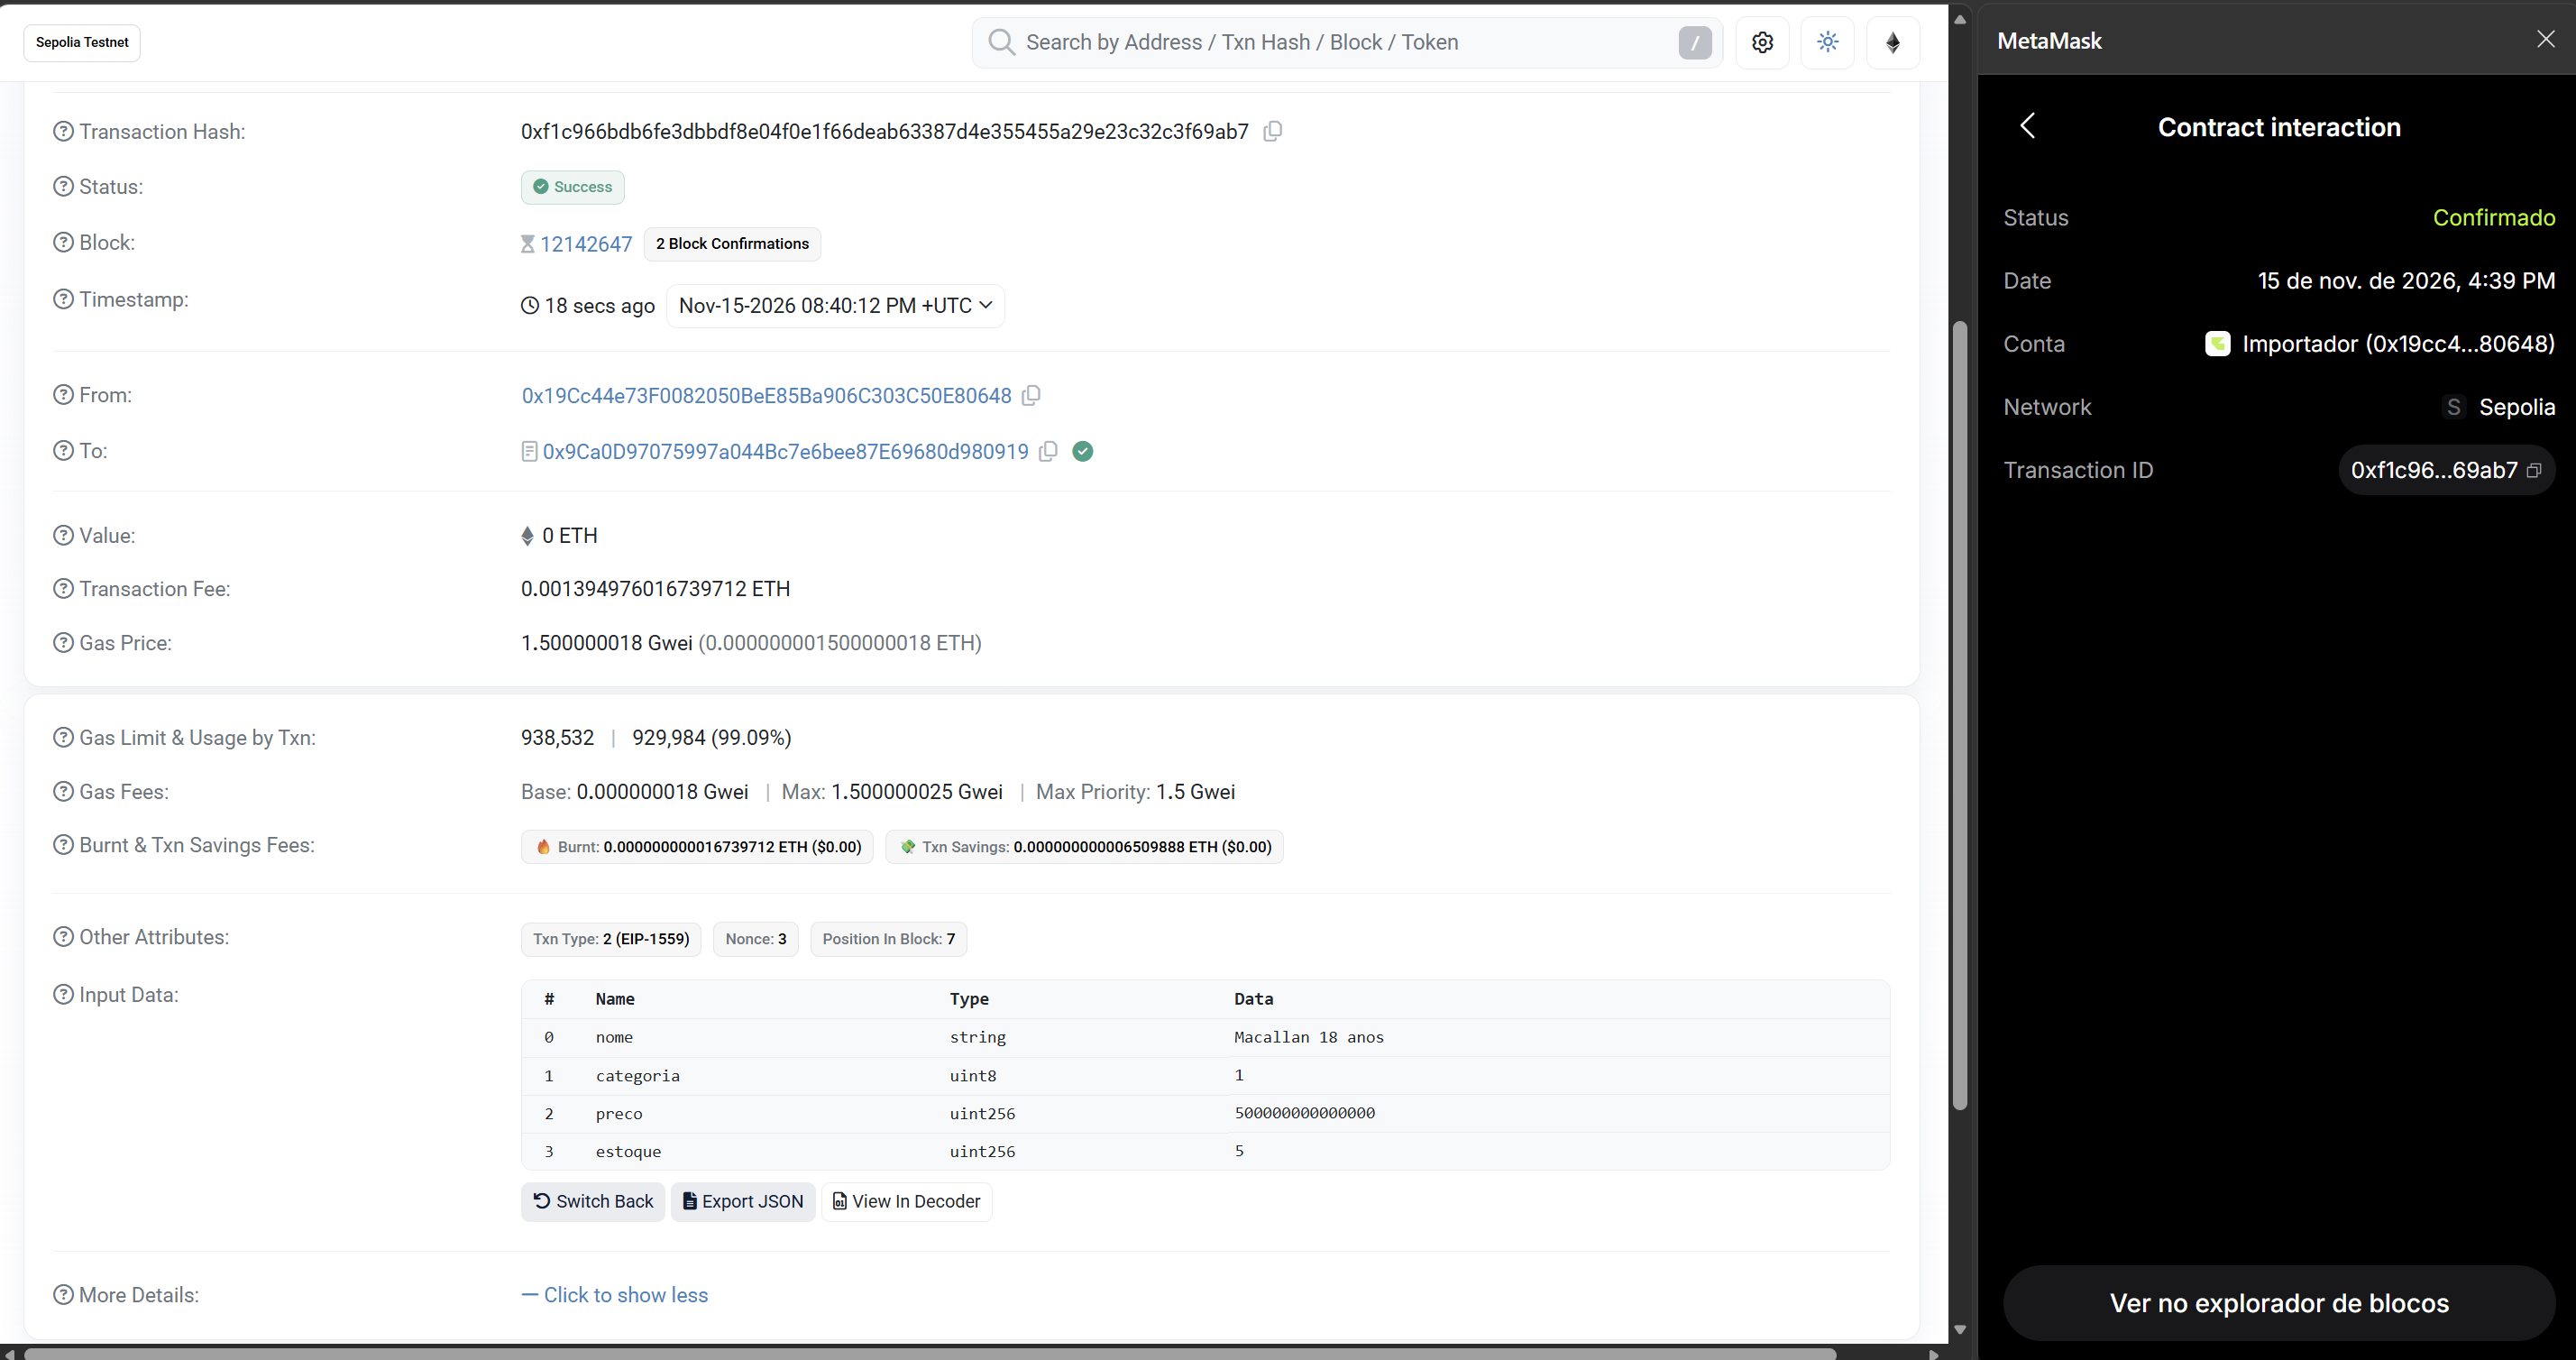 Sepolia Testnet
Search by Address / Txn Hash / Block / Token
/
Transaction Hash:
0xf1c966bdb6fe3dbbdf8e04f0e1f66deab63387d4e355455a29e23c32c3f69ab7
Status:
Success
Block:
12142647
2 Block Confirmations
Timestamp:
18 secs ago
Nov-15-2026 08:40:12 PM +UTC
From:
0x19Cc44e73F0082050BeE85Ba906C303C50E80648
To:
0x9Ca0D97075997a044Bc7e6bee87E69680d980919
Value:
0 ETH
Transaction Fee:
0.001394976016739712 ETH
Gas Price:
1.500000018 Gwei (0.000000001500000018 ETH)
Gas Limit & Usage by Txn:
938,532 | 929,984 (99.09%)
Gas Fees:
Base: 0.000000018 Gwei | Max: 1.500000025 Gwei | Max Priority: 1.5 Gwei
Burnt & Txn Savings Fees:
Burnt: 0.000000000016739712 ETH ($0.00)
Txn Savings: 0.000000000006509888 ETH ($0.00)
Other Attributes:
Txn Type: 2 (EIP-1559)
Nonce: 3
Position In Block: 7
Input Data:
# Name Type Data
0 nome string Macallan 18 anos
1 categoria uint8 1
2 preco uint256 500000000000000
3 estoque uint256 5
Switch Back
Export JSON
View In Decoder
More Details:
— Click to show less
MetaMask
Contract interaction
Status
Confirmado
Date
15 de nov. de 2026, 4:39 PM
Conta
Importador (0x19cc4...80648)
Network
S Sepolia
Transaction ID
0xf1c96...69ab7
Ver no explorador de blocos